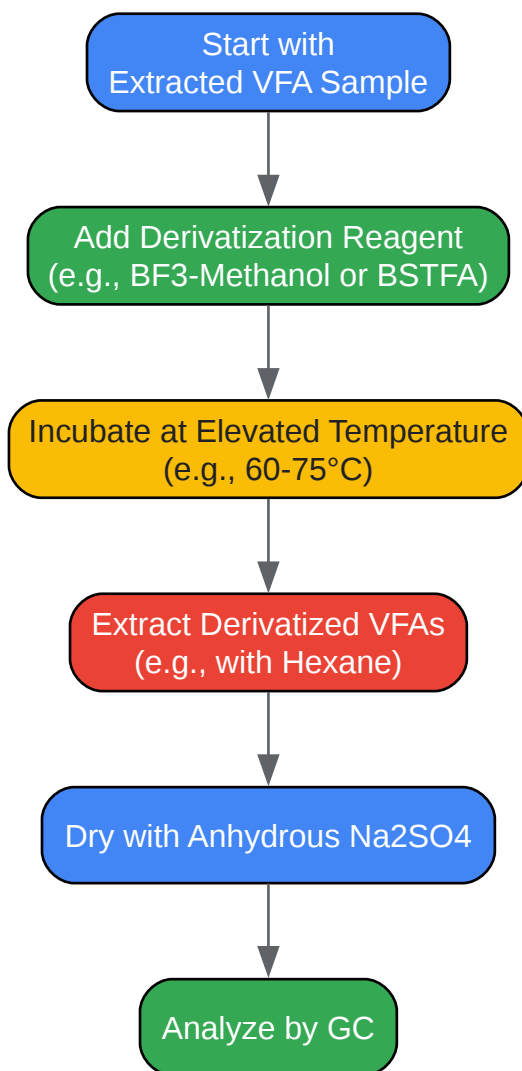 Start with
Extracted VFA Sample
Add Derivatization Reagent
(e.g., BF3-Methanol or BSTFA)
Incubate at Elevated Temperature
(e.g., 60-75°C)
Extract Derivatized VFAs
(e.g., with Hexane)
Dry with Anhydrous Na2SO4
Analyze by GC